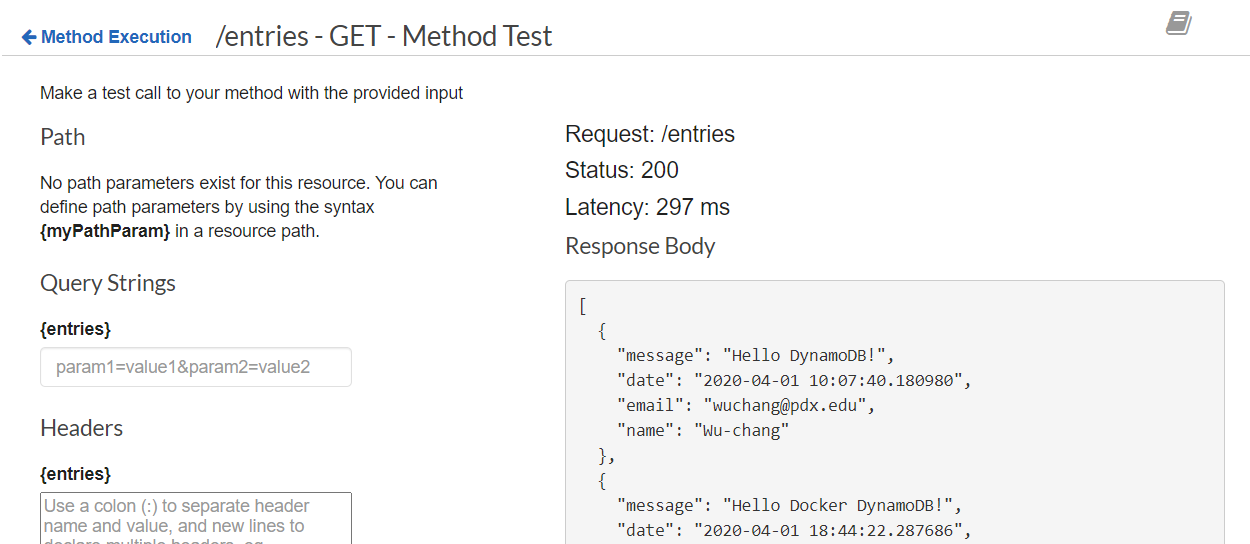 Method Execution /entries - GET - Method Test
Make a test call to your method with the provided input
Path
No path parameters exist for this resource. You can
define path parameters by using the syntax
{myPathParam} in a resource path.
Query Strings
{entries}
param1=value1&param2=value2
Headers
{entries}
Use a colon (:) to separate header
name and value, and new lines to
declare multiple headers, eg.
Request: /entries
Status: 200
Latency: 297 ms
Response Body
[
{
"message": "Hello DynamoDB!",
"date": "2020-04-01 10:07:40.180980",
"email": "wuchang@pdx.edu",
"name": "Wu-chang"
},
{
"message": "Hello Docker DynamoDB!",
"date": "2020-04-01 18:44:22.287686",